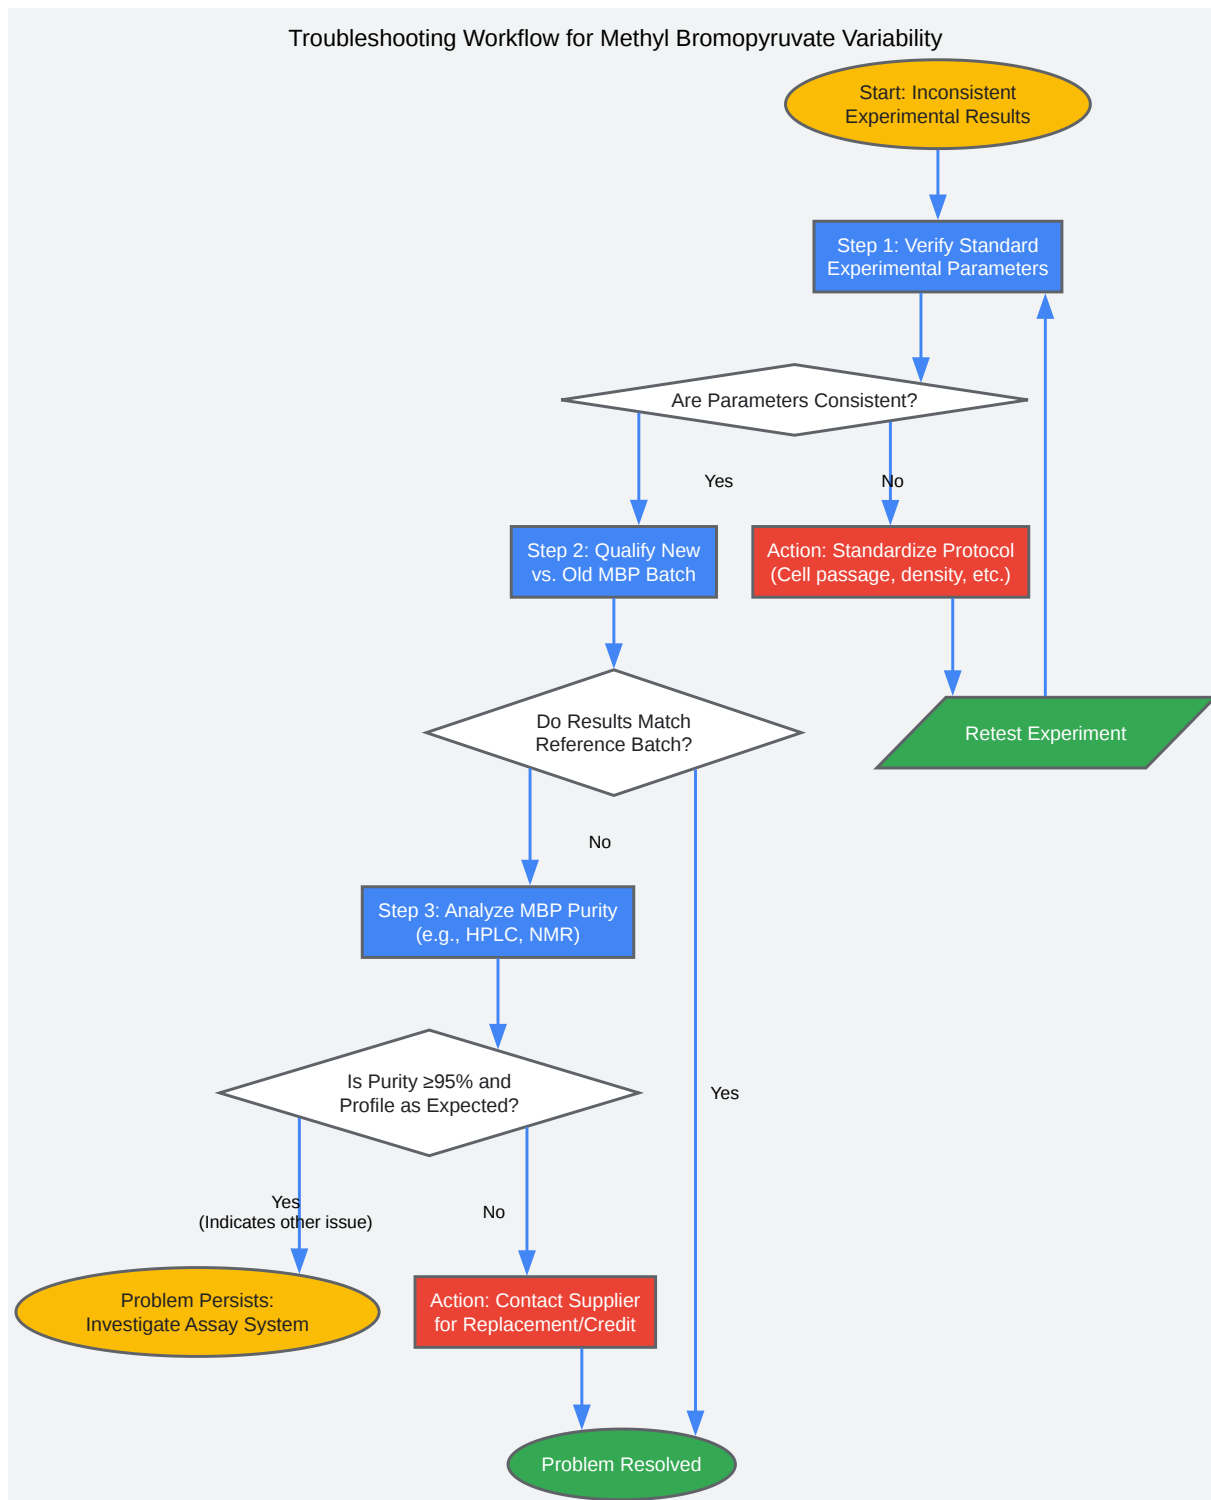 Troubleshooting Workflow for Methyl Bromopyruvate Variability
Start: Inconsistent
Experimental Results
Step 1: Verify Standard
Experimental Parameters
Are Parameters Consistent?
Yes
No
Step 2: Qualify New
vs. Old MBP Batch
Action: Standardize Protocol
(Cell passage, density, etc.)
Do Results Match
Reference Batch?
Retest Experiment
No
Step 3: Analyze MBP Purity
(e.g., HPLC, NMR)
Is Purity ≥95% and
Profile as Expected?
Yes
Yes
(Indicates other issue)
No
Problem Persists:
Investigate Assay System
Action: Contact Supplier
for Replacement/Credit
Problem Resolved